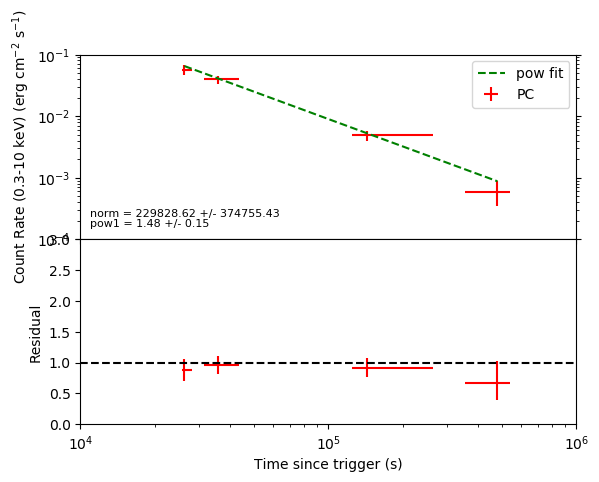 Count Rate (0.3-10 keV) (erg cm⁻² s⁻¹)
10⁻¹
10⁻²
10⁻³
10⁻⁴
pow fit
PC
norm = 229828.62 +/- 374755.43
pow1 = 1.48 +/- 0.15
Residual
3.0
2.5
2.0
1.5
1.0
0.5
0.0
10⁴
10⁵
10⁶
Time since trigger (s)